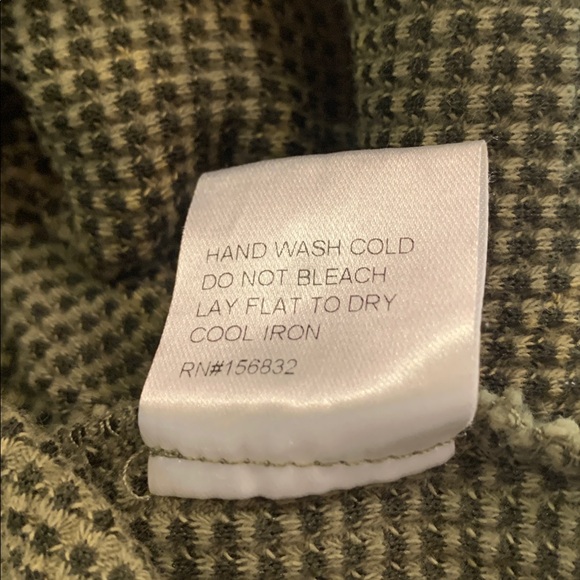 HAND WASH COLD
DO NOT BLEACH
LAY FLAT TO DRY
COOL IRON
RN#156832